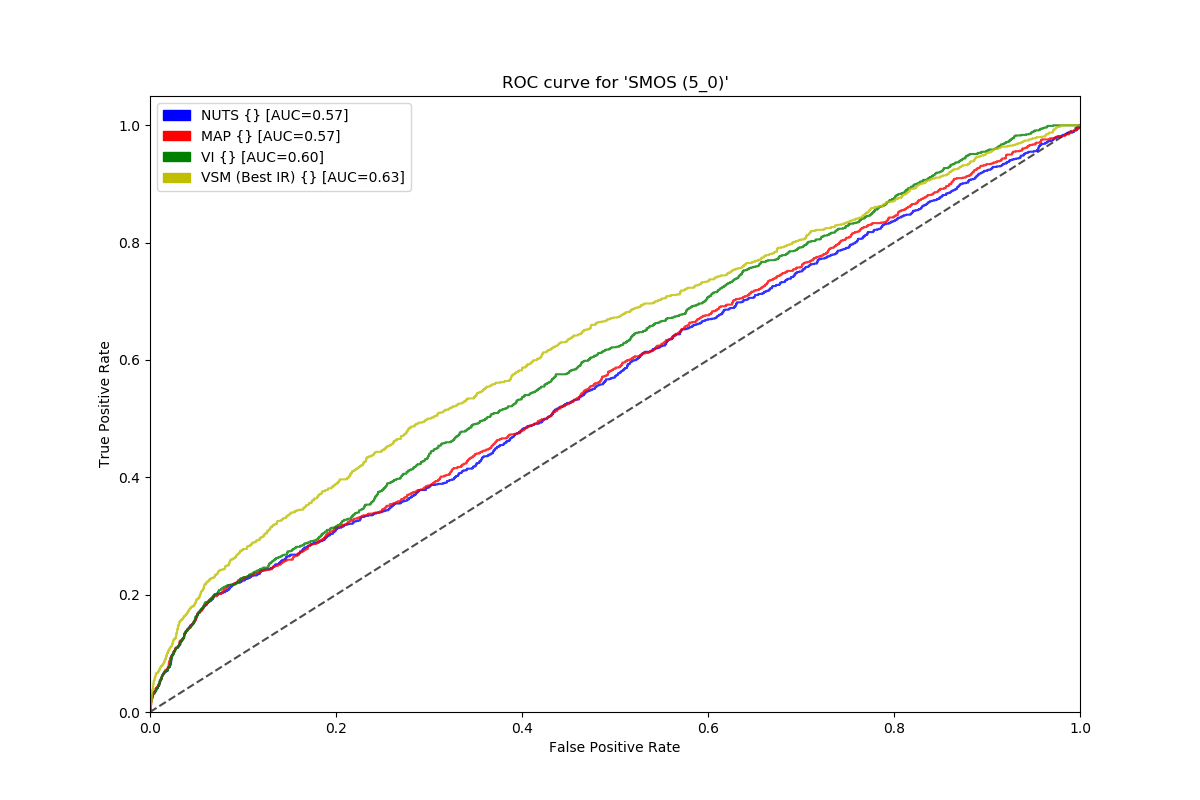 ROC curve for 'SMOS (5_0)'
NUTS {} [AUC=0.57]
MAP {} [AUC=0.57]
VI {} [AUC=0.60]
VSM (Best IR) {} [AUC=0.63]
True Positive Rate
1.0
0.8
0.6
0.4
0.2
0.0
0.0 0.2 0.4 0.6 0.8 1.0
False Positive Rate